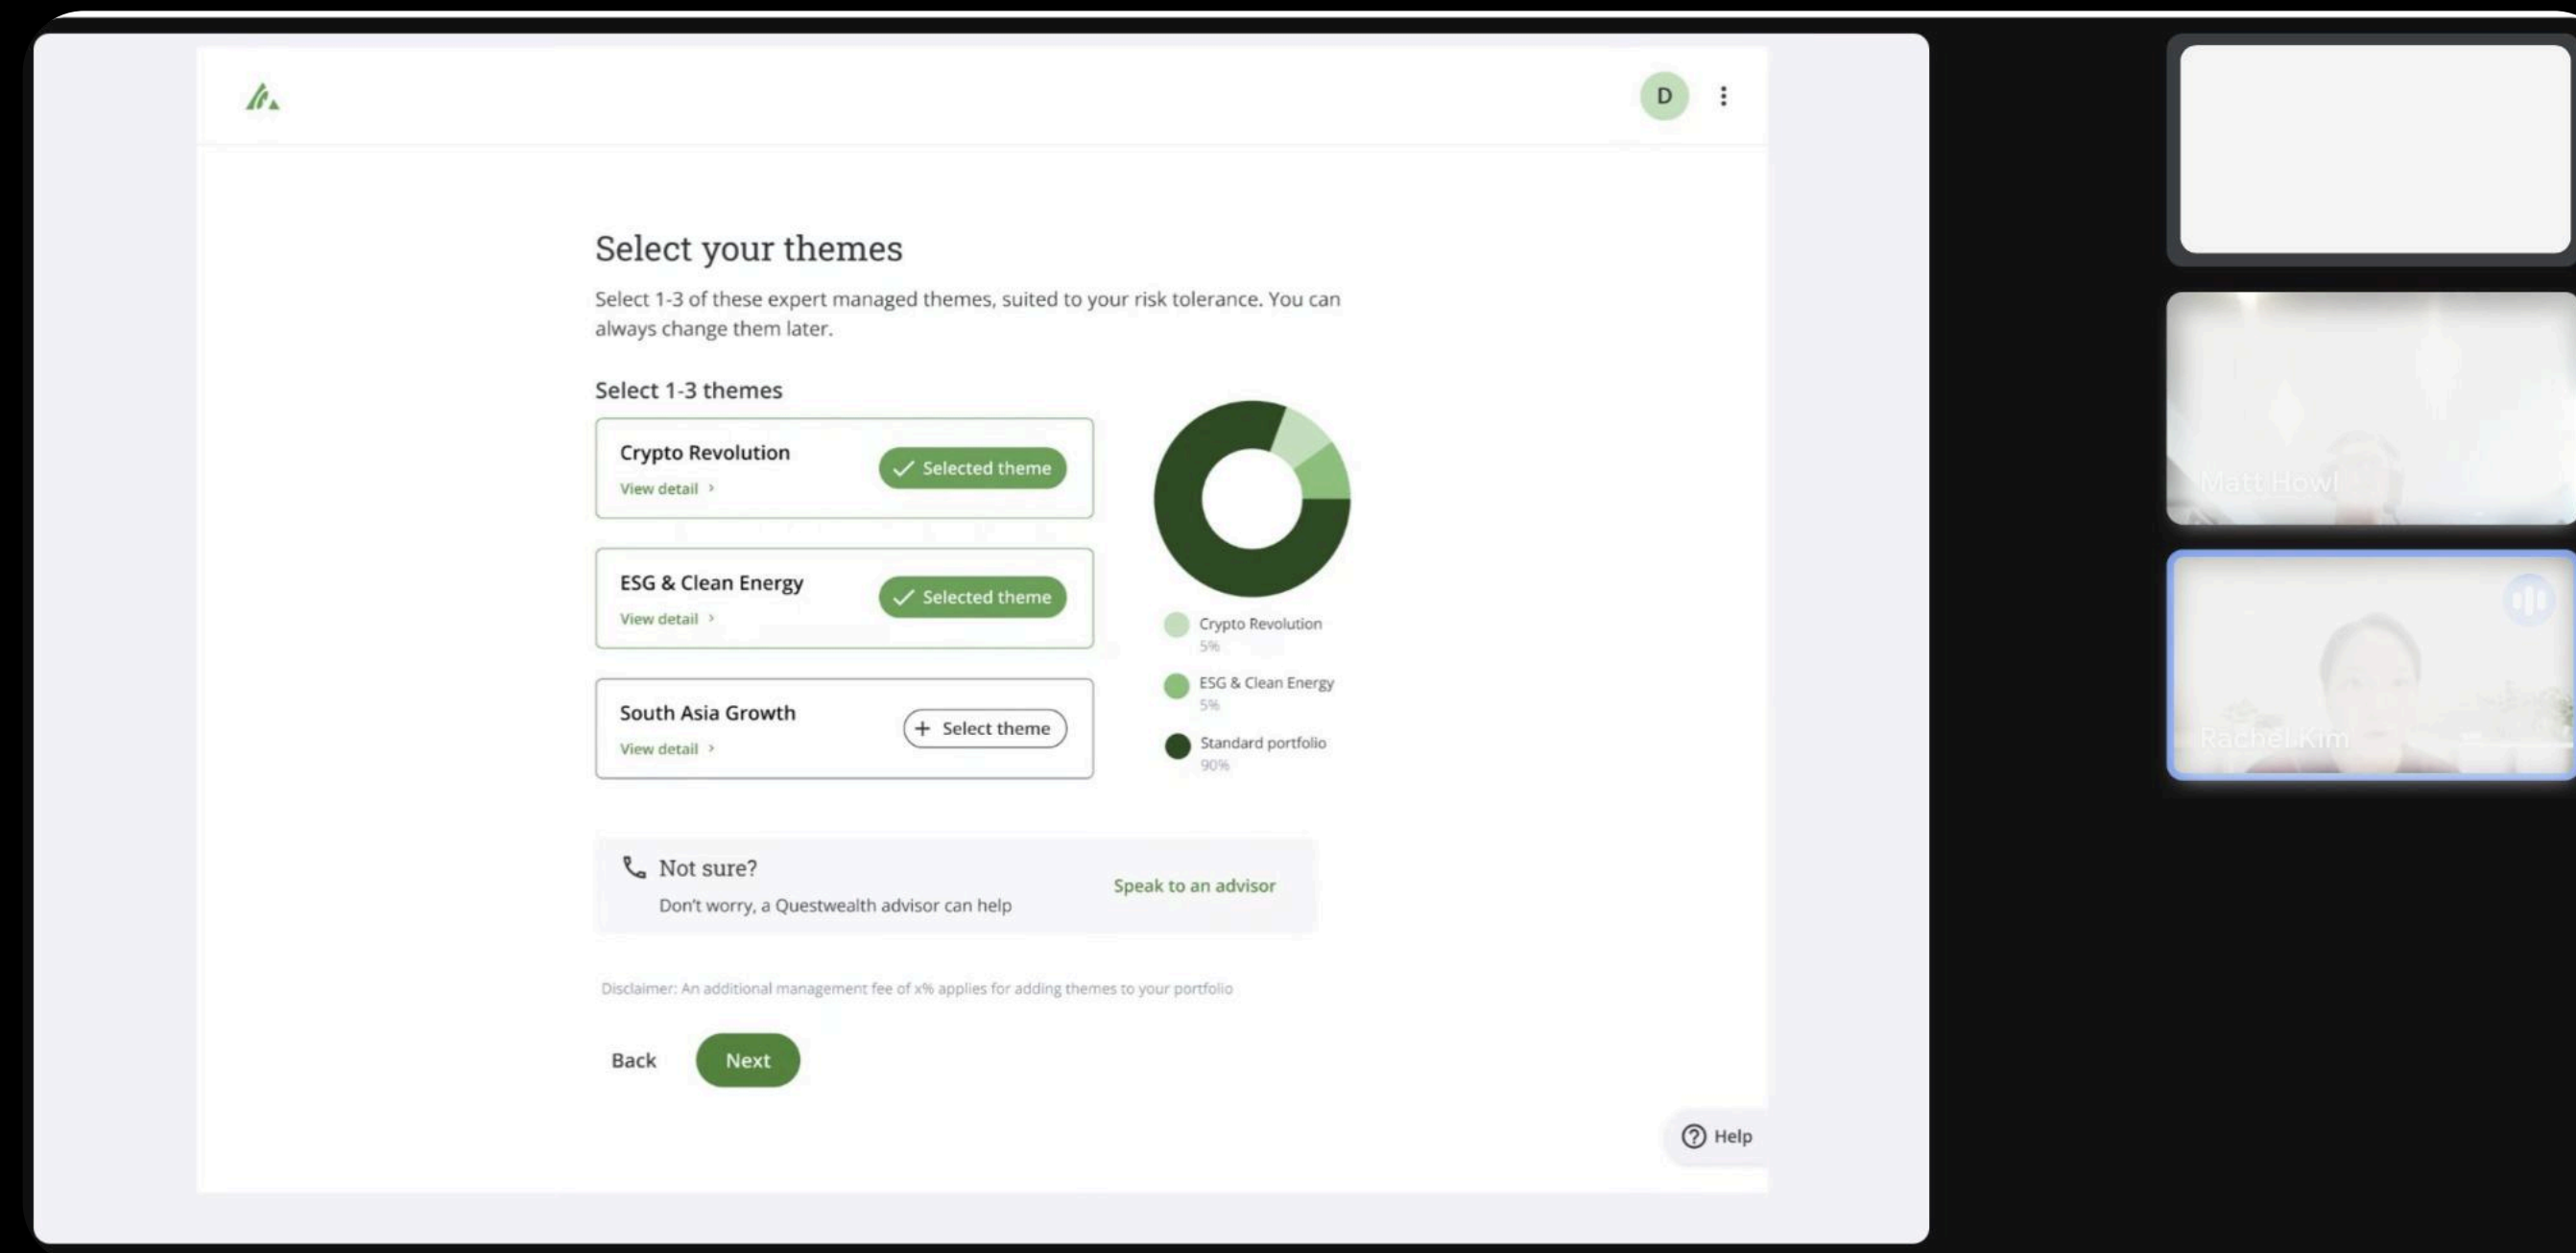 D
Select your themes
Select 1-3 of these expert managed themes, suited to your risk tolerance. You can
always change them later.
Select 1-3 themes
Crypto Revolution
Selected theme
View detail
ESG & Clean Energy
Selected theme
View detail
South Asia Growth
Select theme
View detail
Crypto Revolution
5%
ESG & Clean Energy
5%
Standard portfolio
90%
Not sure?
Don't worry, a Questwealth advisor can help
Speak to an advisor
Disclaimer: An additional management fee of x% applies for adding themes to your portfolio
Back
Next
Help
Matt Howl
Rachel Kim